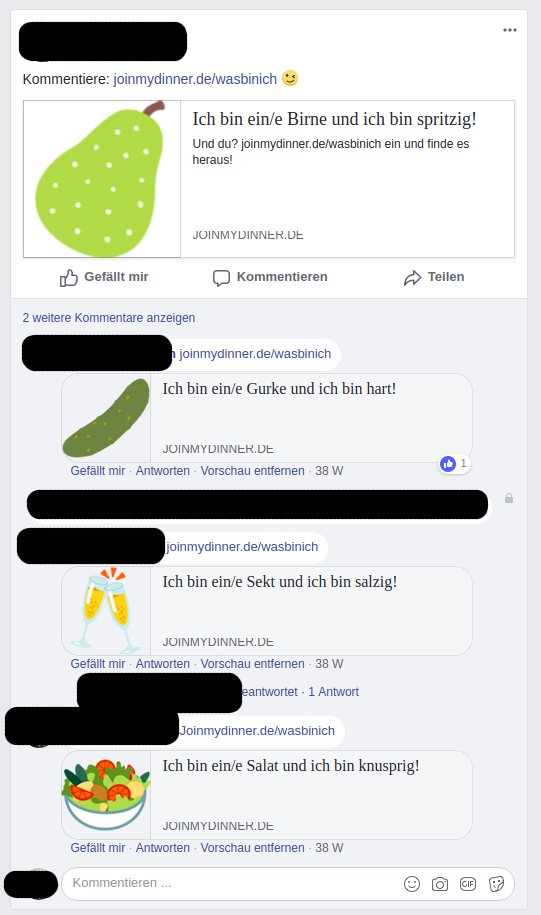 Kommentiere: joinmydinner.de/wasbinich
Ich bin ein/e Birne und ich bin spritzig!
Und du? joinmydinner.de/wasbinich ein und finde es
heraus!
JOINMYDINNER.DE
Gefällt mir Kommentieren Teilen
2 weitere Kommentare anzeigen
joinmydinner.de/wasbinich
Ich bin ein/e Gurke und ich bin hart!
JOINMYDINNER.DE
1
Gefällt mir · Antworten · Vorschau entfernen · 38 W
joinmydinner.de/wasbinich
Ich bin ein/e Sekt und ich bin salzig!
JOINMYDINNER.DE
Gefällt mir · Antworten · Vorschau entfernen · 38 W
eantwortet · 1 Antwort
Joinmydinner.de/wasbinich
Ich bin ein/e Salat und ich bin knusprig!
JOINMYDINNER.DE
Gefällt mir · Antworten · Vorschau entfernen · 38 W
Kommentieren ... GIF